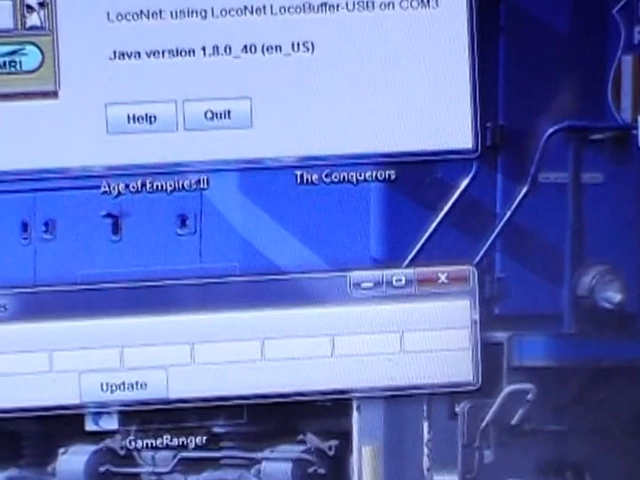 LocoNet: using LocoNet LocoBuffer-USB on COM3
MRI
Java version 1.8.0_40 (en_US)
Help Quit
Age of Empires II The Conquerors
Update
GameRanger